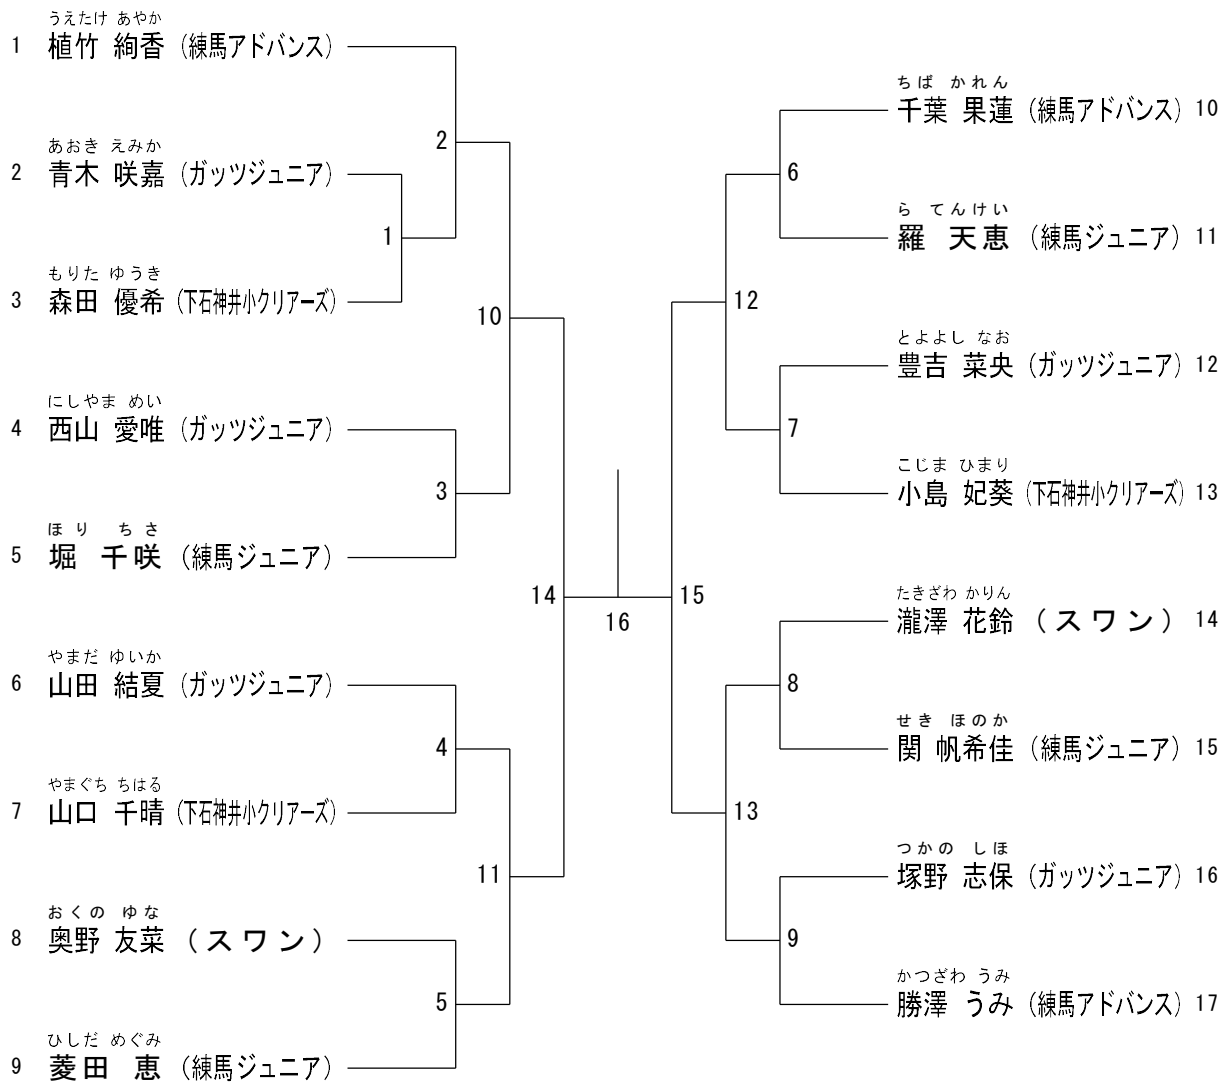 うえたけ あやか
1 植竹 絢香 (練馬アドバンス)
2
あおき えみか
2 青木 咲嘉 (ガッツジュニア)
1
もりた ゆうき
3 森田 優希 (下石神井小クリアーズ)
10
にしやま めい
4 西山 愛唯 (ガッツジュニア)
3
ほり ちさ
5 堀 千咲 (練馬ジュニア)
14
やまだ ゆいか
6 山田 結夏 (ガッツジュニア)
4
やまぐち ちはる
7 山口 千晴 (下石神井小クリアーズ)
11
おくの ゆな
8 奥野 友菜 (スワン)
5
ひしだ めぐみ
9 菱田 恵 (練馬ジュニア)
16
ちば かれん
千葉 果蓮 (練馬アドバンス) 10
6
ら てんけい
羅 天恵 (練馬ジュニア) 11
12
とよよし なお
豊吉 菜央 (ガッツジュニア) 12
7
こじま ひまり
小島 妃葵 (下石神井小クリアーズ) 13
15
たきざわ かりん
瀧澤 花鈴 (スワン) 14
8
せき ほのか
関 帆希佳 (練馬ジュニア) 15
13
つかの しほ
塚野 志保 (ガッツジュニア) 16
9
かつざわ うみ
勝澤 うみ (練馬アドバンス) 17